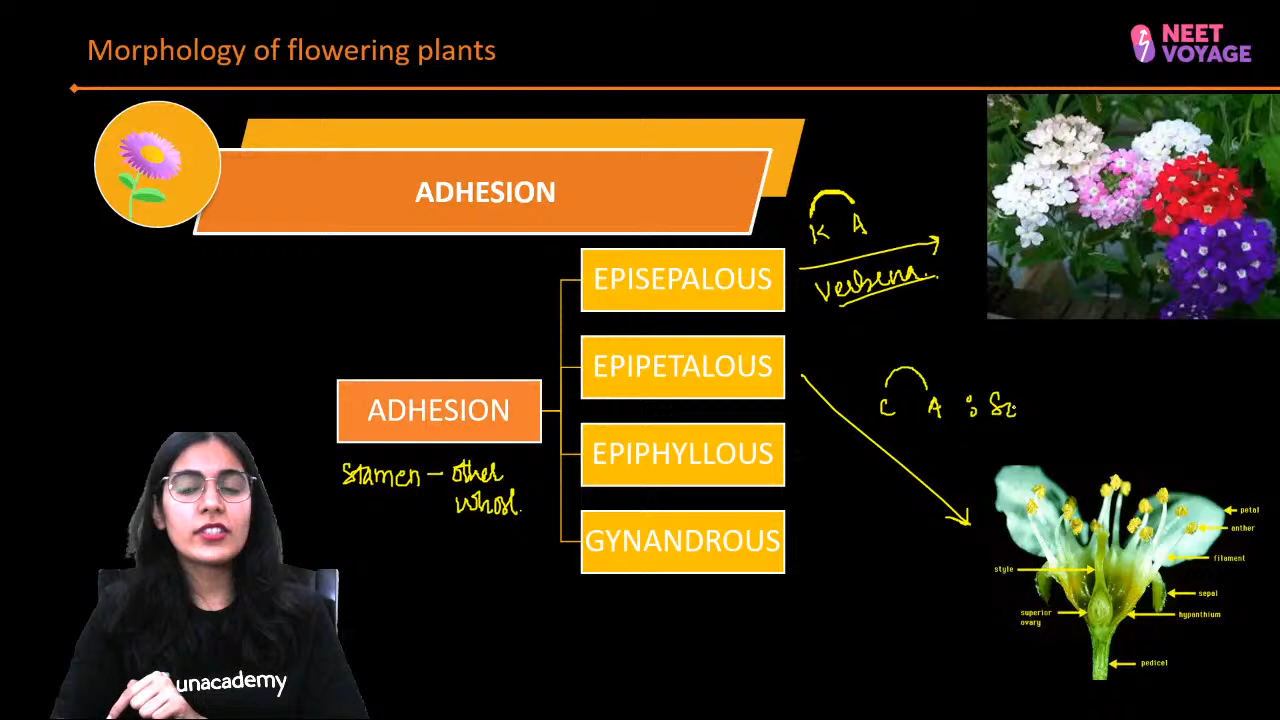 Morphology of flowering plants
NEET
VOYAGE
ADHESION
K A
EPISEPALOUS
Verbena.
EPIPETALOUS
C A : So
ADHESION
EPIPHYLLOUS
Stamen – other
whorl.
GYNANDROUS
petal
anther
filament
style
sepal
superior
ovary
hypanthium
pedicel
unacademy